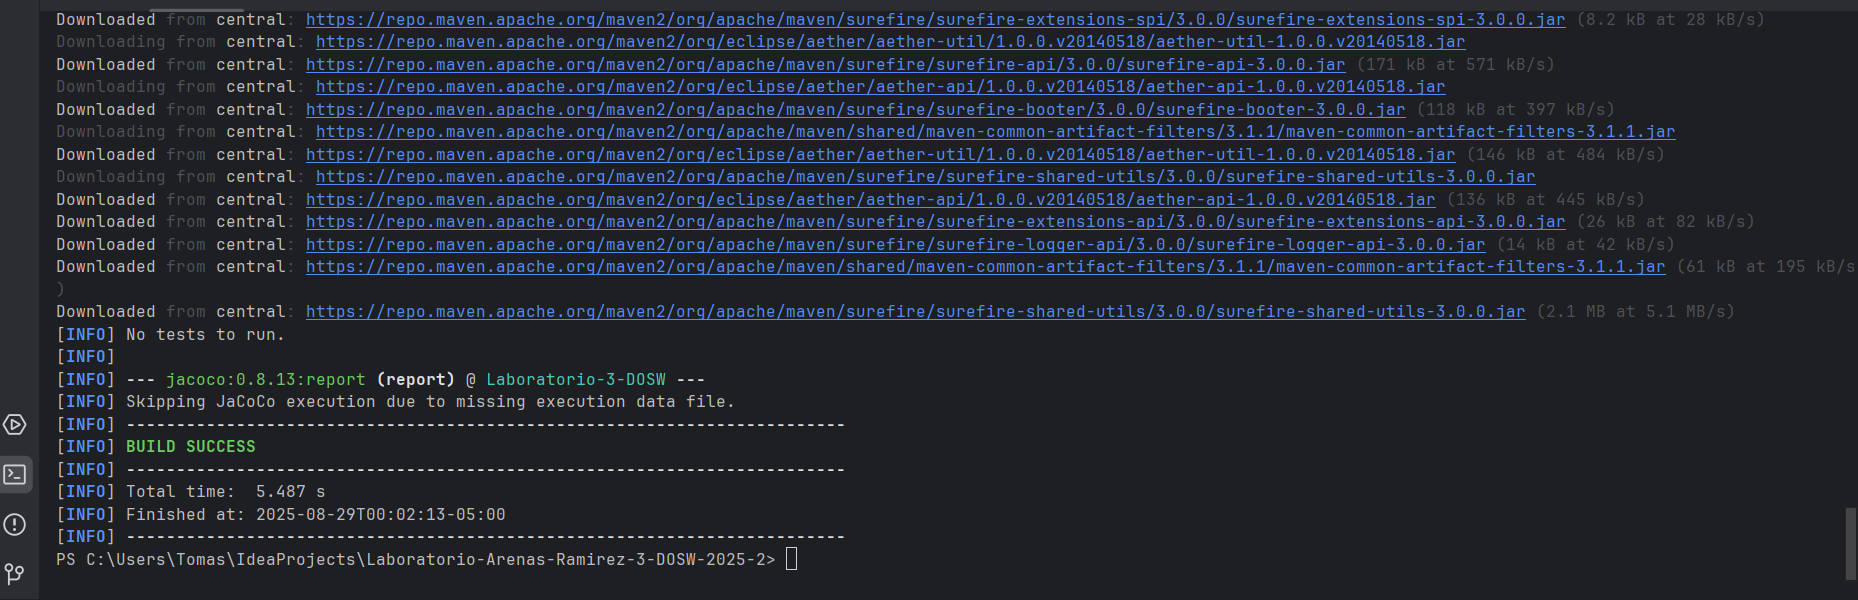 Downloaded from central: https://repo.maven.apache.org/maven2/org/apache/maven/surefire/surefire-extensions-spi/3.0.0/surefire-extensions-spi-3.0.0.jar (8.2 kB at 28 kB/s)
Downloading from central: https://repo.maven.apache.org/maven2/org/eclipse/aether/aether-util/1.0.0.v20140518/aether-util-1.0.0.v20140518.jar
Downloaded from central: https://repo.maven.apache.org/maven2/org/apache/maven/surefire/surefire-api/3.0.0/surefire-api-3.0.0.jar (171 kB at 571 kB/s)
Downloading from central: https://repo.maven.apache.org/maven2/org/eclipse/aether/aether-api/1.0.0.v20140518/aether-api-1.0.0.v20140518.jar
Downloaded from central: https://repo.maven.apache.org/maven2/org/apache/maven/surefire/surefire-booter/3.0.0/surefire-booter-3.0.0.jar (118 kB at 397 kB/s)
Downloading from central: https://repo.maven.apache.org/maven2/org/apache/maven/shared/maven-common-artifact-filters/3.1.1/maven-common-artifact-filters-3.1.1.jar
Downloaded from central: https://repo.maven.apache.org/maven2/org/eclipse/aether/aether-util/1.0.0.v20140518/aether-util-1.0.0.v20140518.jar (146 kB at 484 kB/s)
Downloading from central: https://repo.maven.apache.org/maven2/org/apache/maven/surefire/surefire-shared-utils/3.0.0/surefire-shared-utils-3.0.0.jar
Downloaded from central: https://repo.maven.apache.org/maven2/org/eclipse/aether/aether-api/1.0.0.v20140518/aether-api-1.0.0.v20140518.jar (136 kB at 445 kB/s)
Downloaded from central: https://repo.maven.apache.org/maven2/org/apache/maven/surefire/surefire-extensions-api/3.0.0/surefire-extensions-api-3.0.0.jar (26 kB at 82 kB/s)
Downloaded from central: https://repo.maven.apache.org/maven2/org/apache/maven/surefire/surefire-logger-api/3.0.0/surefire-logger-api-3.0.0.jar (14 kB at 42 kB/s)
Downloaded from central: https://repo.maven.apache.org/maven2/org/apache/maven/shared/maven-common-artifact-filters/3.1.1/maven-common-artifact-filters-3.1.1.jar (61 kB at 195 kB/s
)
Downloaded from central: https://repo.maven.apache.org/maven2/org/apache/maven/surefire/surefire-shared-utils/3.0.0/surefire-shared-utils-3.0.0.jar (2.1 MB at 5.1 MB/s)
[INFO] No tests to run.
[INFO]
[INFO] --- jacoco:0.8.13:report (report) @ Laboratorio-3-DOSW ---
[INFO] Skipping JaCoCo execution due to missing execution data file.
[INFO] ------------------------------------------------------------------------
[INFO] BUILD SUCCESS
[INFO] ------------------------------------------------------------------------
[INFO] Total time:  5.487 s
[INFO] Finished at: 2025-08-29T00:02:13-05:00
[INFO] ------------------------------------------------------------------------
PS C:\Users\Tomas\IdeaProjects\Laboratorio-Arenas-Ramirez-3-DOSW-2025-2>